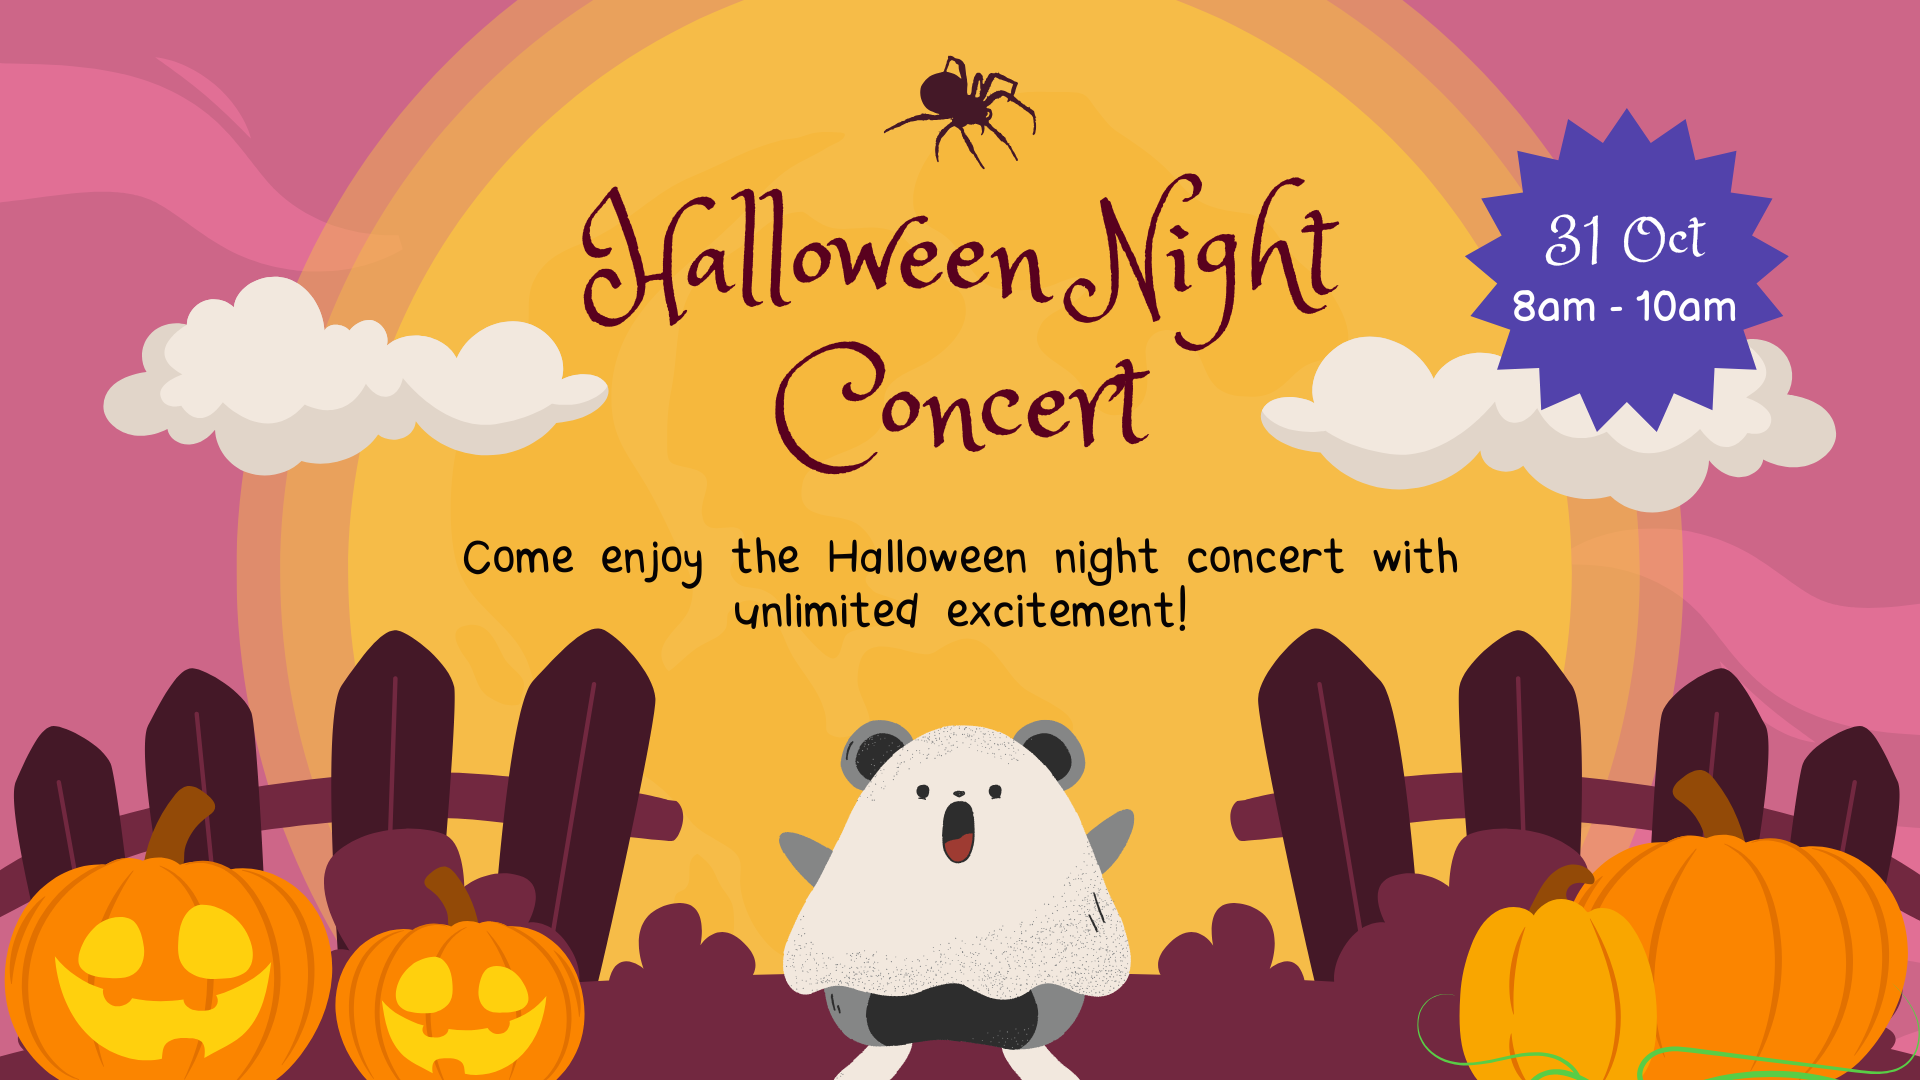 Halloween Night
Concert
31 Oct
8am - 10am
Come enjoy the Halloween night concert with
unlimited excitement!